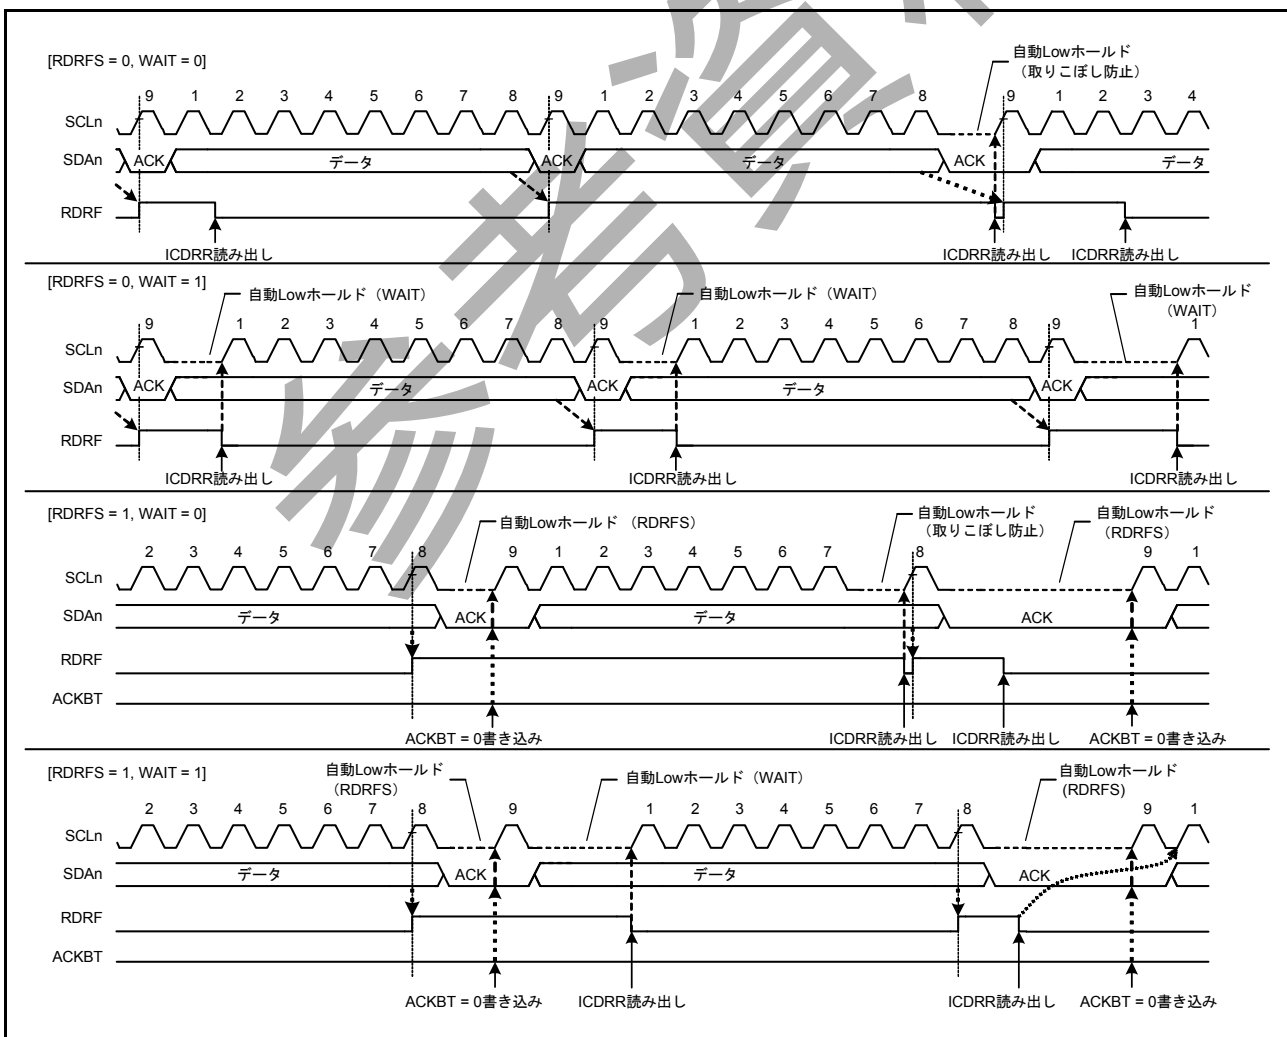 [RDRFS = 0, WAIT = 0]
自動Lowホールド
（取りこぼし防止）
9 1 2 3 4 5 6 7 8 9 1 2 3 4 5 6 7 8 9 1 2 3 4
SCLn
SDAn ACK データ ACK データ ACK データ
RDRF
ICDRR読み出し ICDRR読み出し ICDRR読み出し
[RDRFS = 0, WAIT = 1]
自動Lowホールド（WAIT） 自動Lowホールド（WAIT） 自動Lowホールド
（WAIT）
9 1 2 3 4 5 6 7 8 9 1 2 3 4 5 6 7 8 9 1
SCLn
SDAn ACK データ ACK データ ACK
RDRF
ICDRR読み出し ICDRR読み出し ICDRR読み出し
[RDRFS = 1, WAIT = 0]
自動Lowホールド （RDRFS） 自動Lowホールド 自動Lowホールド
（取りこぼし防止） （RDRFS）
2 3 4 5 6 7 8 9 1 2 3 4 5 6 7 8 9 1
SCLn
SDAn データ ACK データ ACK
RDRF
ACKBT
ACKBT = 0書き込み ICDRR読み出し ICDRR読み出し ACKBT = 0書き込み
[RDRFS = 1, WAIT = 1]
自動Lowホールド 自動Lowホールド（WAIT） 自動Lowホールド
（RDRFS） (RDRFS)
2 3 4 5 6 7 8 9 1 2 3 4 5 6 7 8 9 1
SCLn
SDAn データ ACK データ ACK
RDRF
ACKBT
ACKBT = 0書き込み ICDRR読み出し ICDRR読み出し ACKBT = 0書き込み
参考資